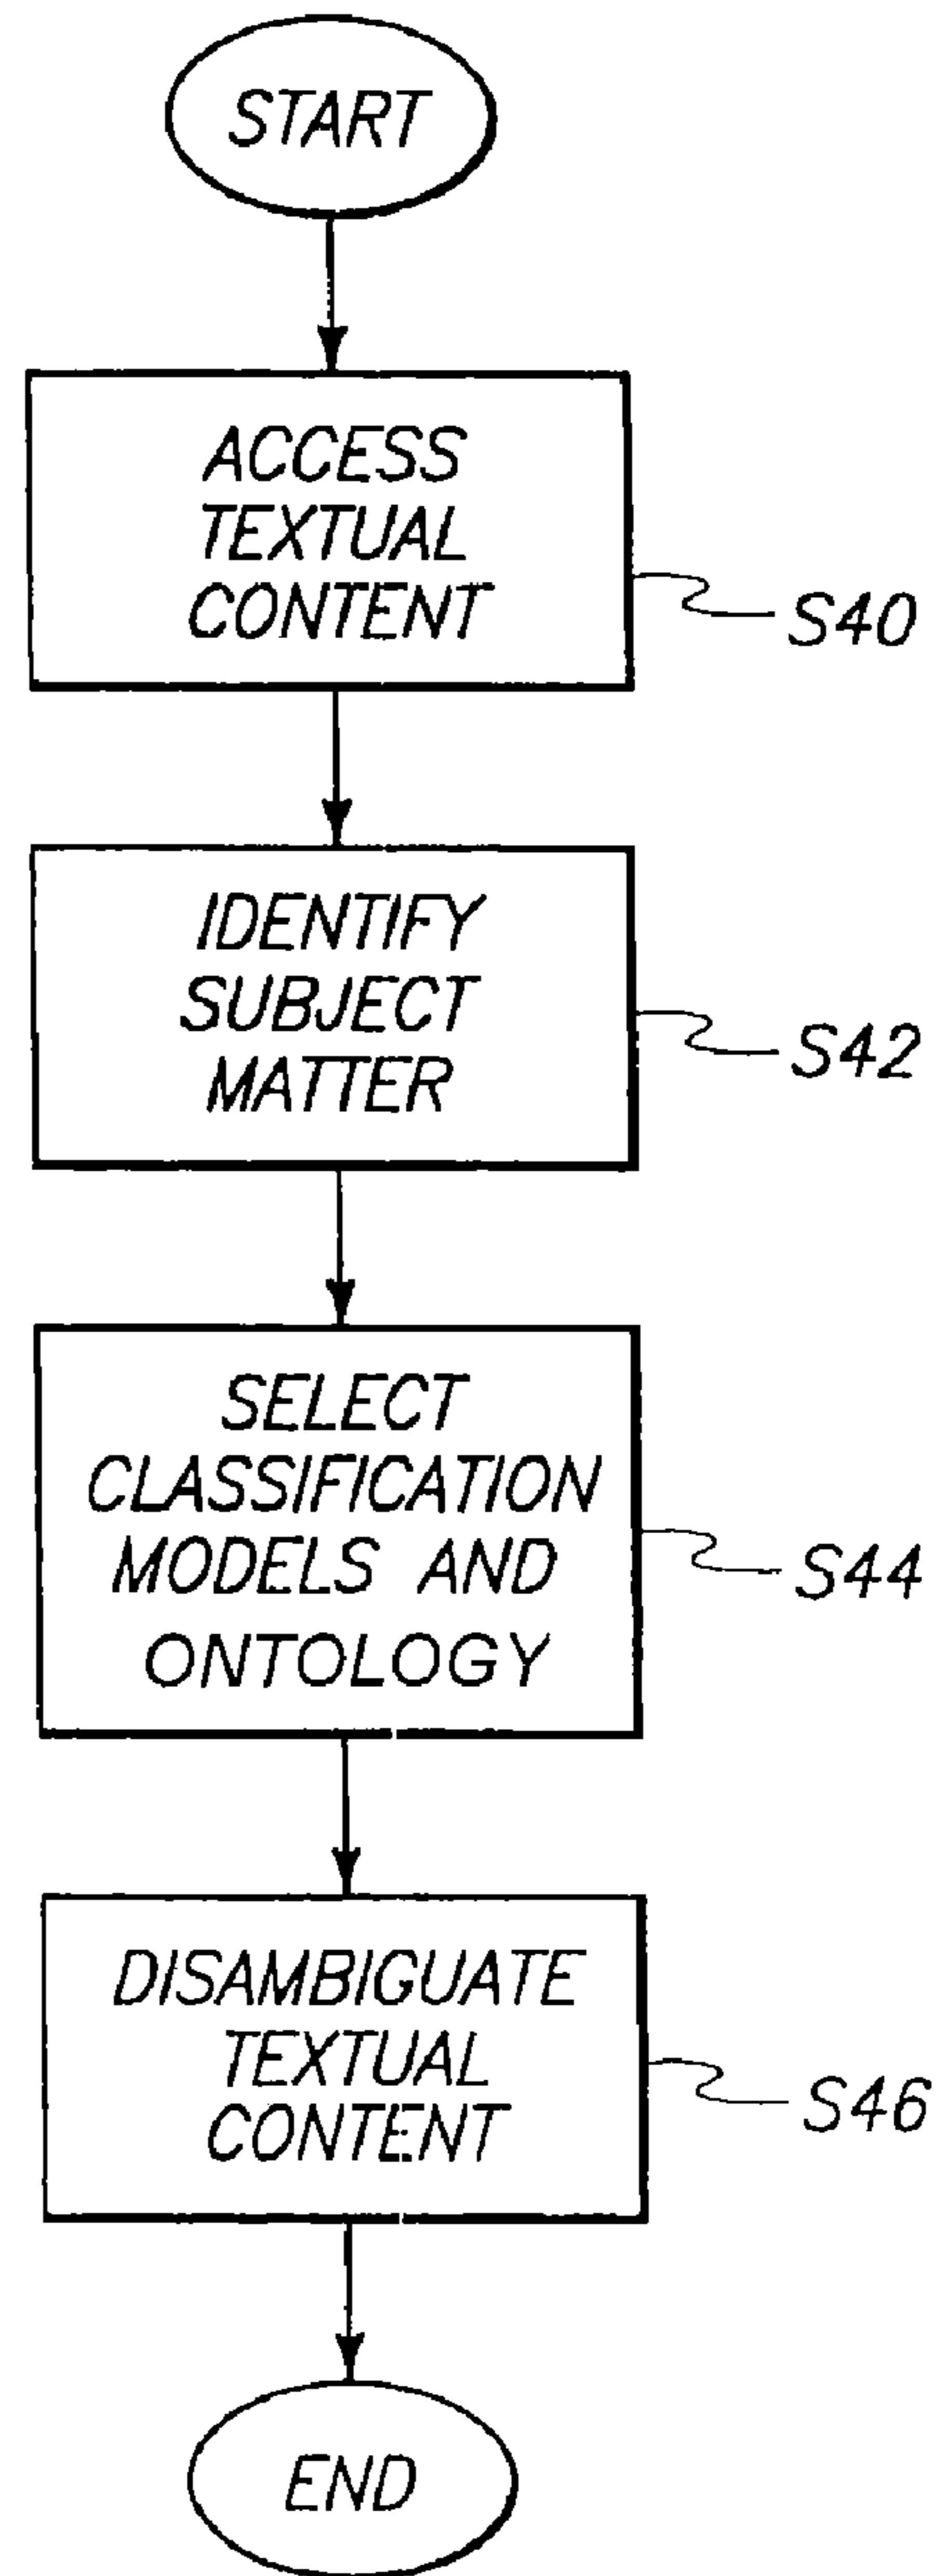 START
ACCESS
TEXTUAL
CONTENT
S40
IDENTIFY
SUBJECT
MATTER
S42
SELECT
CLASSIFICATION
MODELS AND
ONTOLOGY
S44
DISAMBIGUATE
TEXTUAL
CONTENT
S46
END